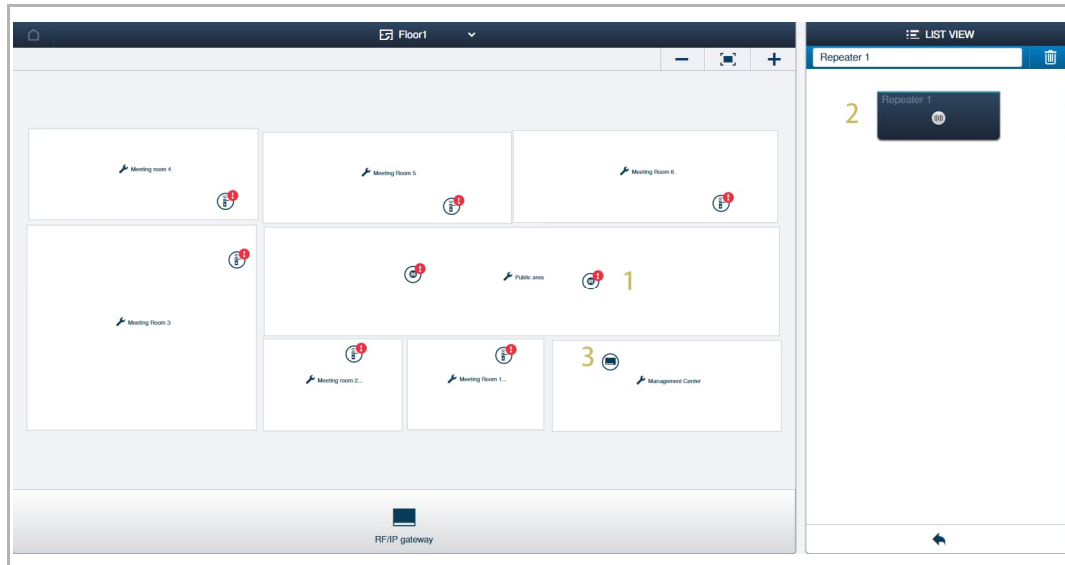 Floor1
LIST VIEW
Repeater 1
Repeater 1
2
Meeting room 4
Meeting Room 5
Meeting Room 6
Public area
1
Meeting Room 3
3
Meeting room 2...
Meeting Room 1...
Management Center
RF/IP gateway